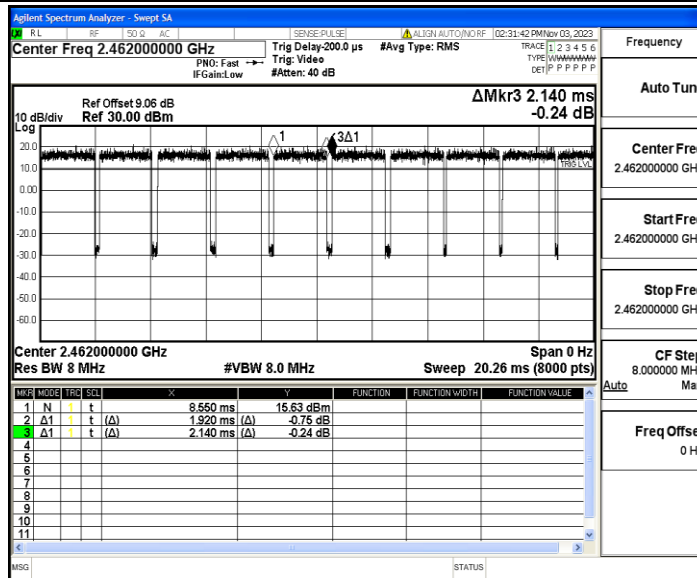 Agilent Spectrum Analyzer - Swept SA
RL RF 50 Ω AC SENSE:PULSE ALIGN AUTO/NO RF 02:31:42 PM Nov 03, 2023
Center Freq 2.462000000 GHz
PNO: Fast
IFGain:Low
Trig Delay-200.0 µs
Trig: Video
#Atten: 40 dB
#Avg Type: RMS
TRACE 1 2 3 4 5 6
TYPE
DET P P P P P P
Ref Offset 9.06 dB
10 dB/div Ref 30.00 dBm
Log
ΔMkr3 2.140 ms
-0.24 dB
20.0
10.0
0.00
-10.0
-20.0
-30.0
-40.0
-50.0
-60.0
1
3Δ1
TRIG LVL
Center 2.462000000 GHz Span 0 Hz
Res BW 8 MHz #VBW 8.0 MHz Sweep 20.26 ms (8000 pts)
MKR MODE TRC SCL X Y FUNCTION FUNCTION WIDTH FUNCTION VALUE
1 N 1 t 8.550 ms 15.63 dBm
2 Δ1 1 t (Δ) 1.920 ms (Δ) -0.75 dB
3 Δ1 1 t (Δ) 2.140 ms (Δ) -0.24 dB
4
5
6
7
8
9
10
11
MSG STATUS
Frequency
Auto Tun
Center Fre
2.462000000 GH
Start Fre
2.462000000 GH
Stop Fre
2.462000000 GH
CF Step
8.000000 MH
Auto Ma
Freq Offse
0 H